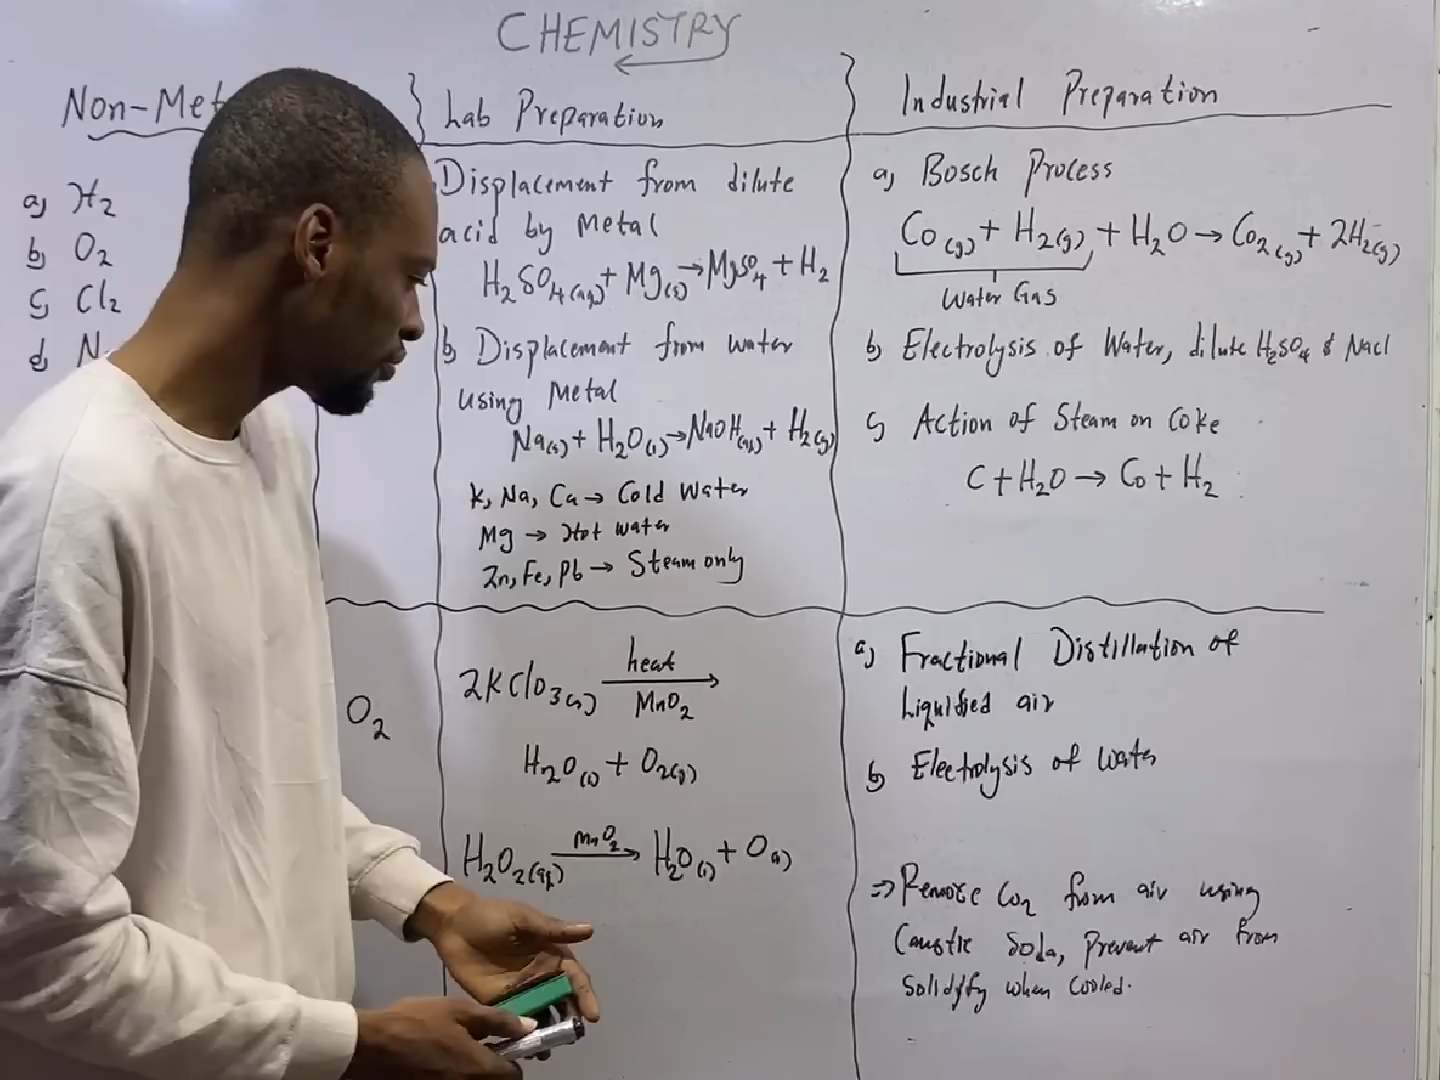 CHEMISTRY
Non-Met
a) H₂
b) O₂
c) Cl₂
d) N
O₂
Lab Preparation
Displacement from dilute
acid by Metal
H₂SO₄(aq) + Mg(s) → MgSO₄ + H₂
b) Displacement from water
using Metal
Na(s) + H₂O(l) → NaOH(aq) + H₂(g)
K, Na, Ca → Cold Water
Mg → Hot water
Zn, Fe, Pb → Steam only
2KClO₃(s) heat →
MnO₂
H₂O(l) + O₂(g)
H₂O₂(aq) MnO₂ → H₂O(l) + O(g)
Industrial Preparation
a) Bosch Process
Co(g) + H₂(g) + H₂O → Co₂(g) + 2H₂(g)
Water Gas
b) Electrolysis of Water, dilute H₂SO₄ & Nacl
c) Action of Steam on Coke
C + H₂O → Co + H₂
a) Fractional Distillation of
Liquified air
b) Electrolysis of Water
⇒ Remove Co₂ from air using
Caustic Soda, Prevent air from
Solidify when Cooled.